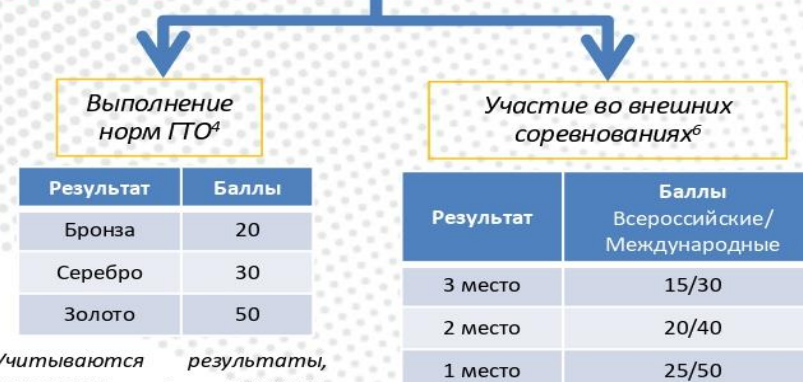 Выполнение
норм ГТО⁴
Результат Баллы
Бронза 20
Серебро 30
Золото 50
Учитываются результаты,
Участие во внешних
соревнованиях⁶
Результат Баллы
Всероссийские/
Международные
3 место 15/30
2 место 20/40
1 место 25/50